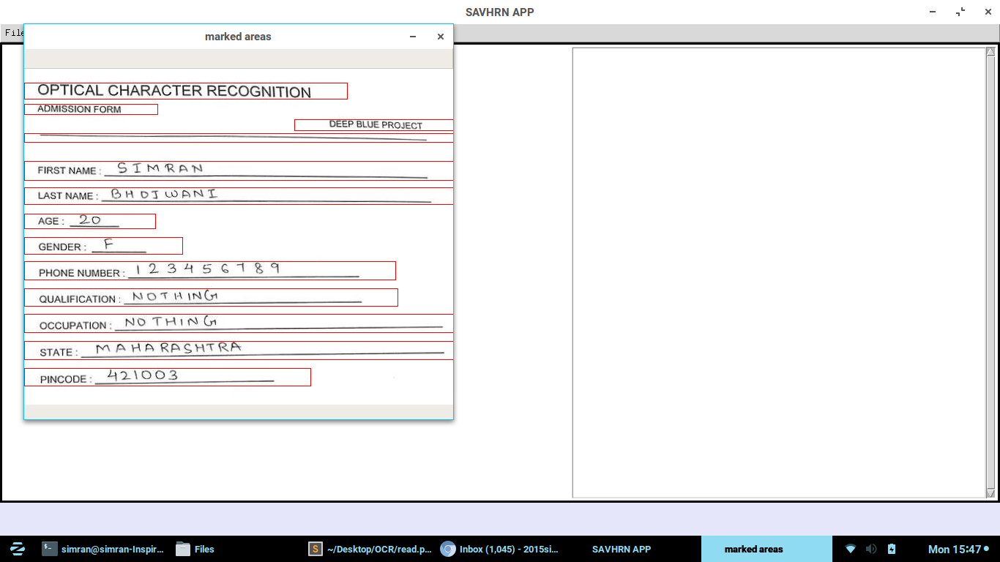 SAVHRN APP
File
marked areas
OPTICAL CHARACTER RECOGNITION
ADMISSION FORM
DEEP BLUE PROJECT
FIRST NAME : SIMRAN
LAST NAME : BHOJWANI
AGE : 20
GENDER : F
PHONE NUMBER : 123456789
QUALIFICATION : NOTHING
OCCUPATION : NOTHING
STATE : MAHARASHTRA
PINCODE : 421003
simran@simran-Inspir... Files ~/Desktop/OCR/read.p... Inbox (1,045) - 2015si... SAVHRN APP marked areas Mon 15:47